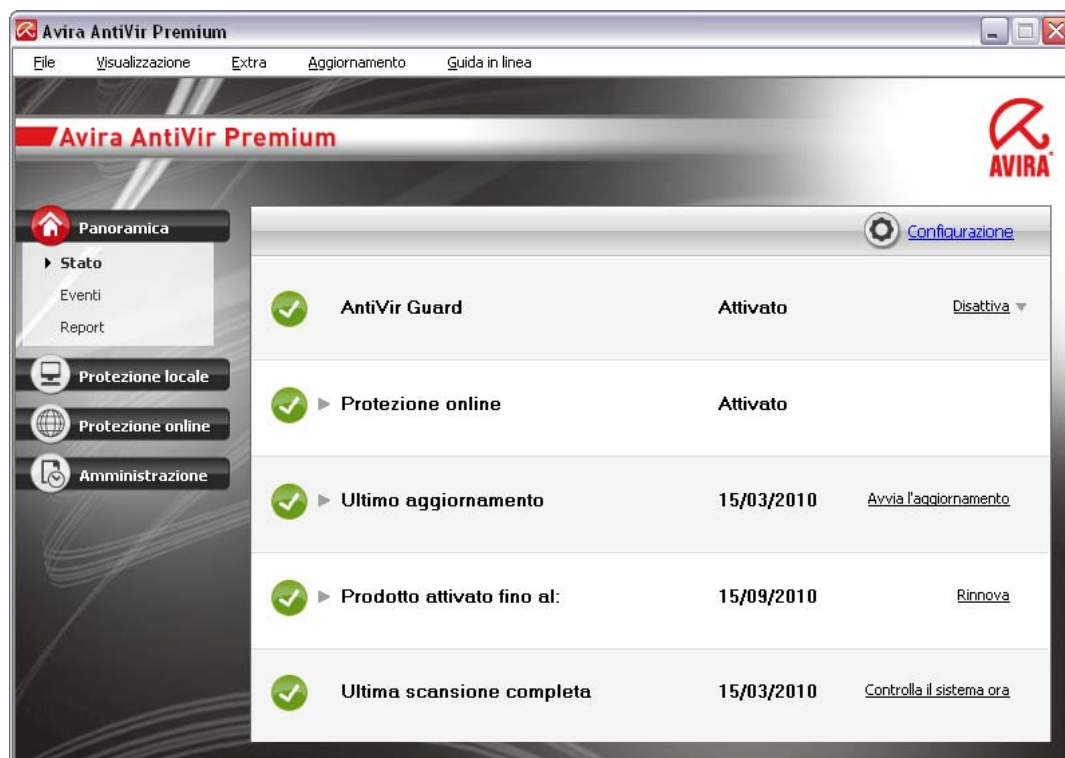 Avira AntiVir Premium
File Visualizzazione Extra Aggiornamento Guida in linea
Avira AntiVir Premium
AVIRA
Panoramica
Stato
Eventi
Report
Protezione locale
Protezione online
Amministrazione
Configurazione
AntiVir Guard Attivato Disattiva
Protezione online Attivato
Ultimo aggiornamento 15/03/2010 Avvia l'aggiornamento
Prodotto attivato fino al: 15/09/2010 Rinnova
Ultima scansione completa 15/03/2010 Controlla il sistema ora